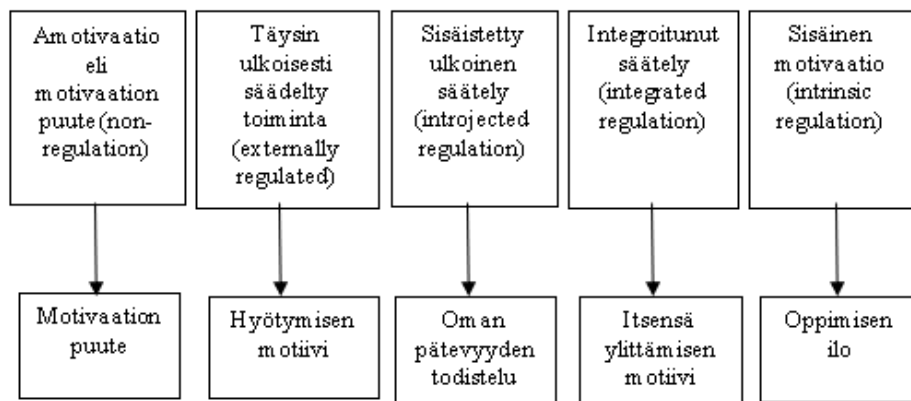 Amotivaatio
eli
motivaation
puute (non-
regulation)
Täysin
ulkoisesti
säädelty
toiminta
(externally
regulated)
Sisäistetty
ulkoinen
säätely
(introjected
regulation)
Integroitunut
säätely
(integrated
regulation)
Sisäinen
motivaatio
(intrinsic
regulation)
Motivaation
puute
Hyötymisen
motiivi
Oman
pätevyyden
todistelu
Itsensä
ylittämisen
motiivi
Oppimisen
ilo